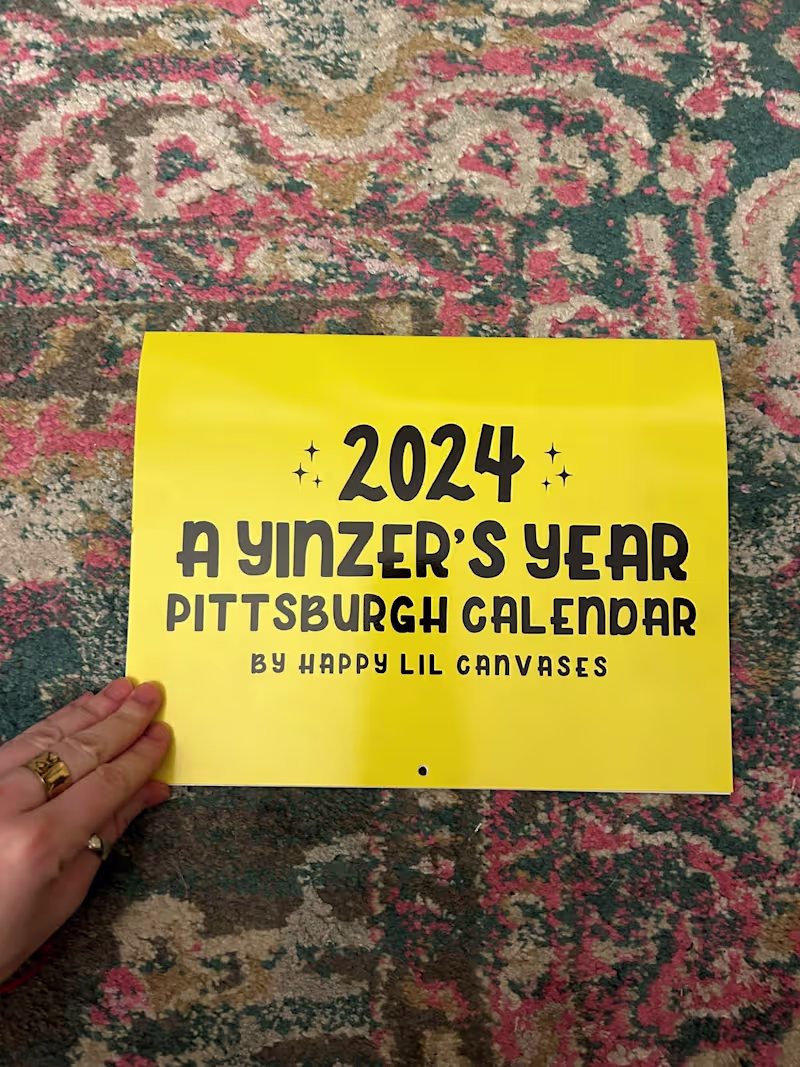 2024
A YINZER'S YEAR
PITTSBURGH CALENDAR
BY HAPPY LIL CANVASES